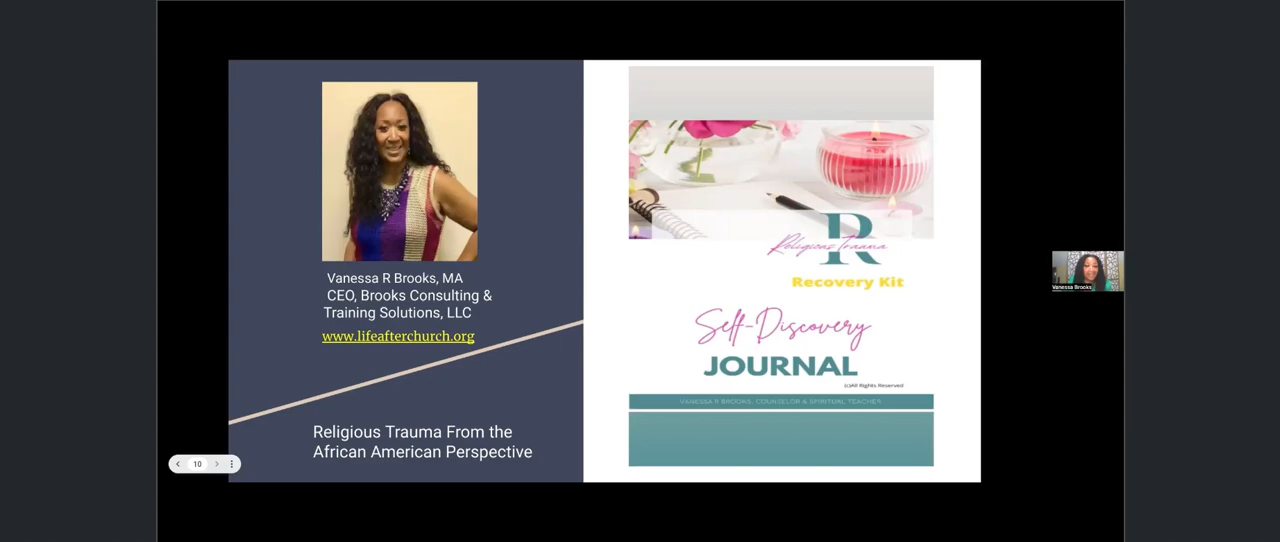 Vanessa R Brooks, MA
CEO, Brooks Consulting &
Training Solutions, LLC
www.lifeafterchurch.org
Religious Trauma From the
African American Perspective
10
R
Religious Trauma
Recovery Kit
Self-Discovery
JOURNAL
(c)All Rights Reserved
VANESSA R BROOKS, COUNSELOR & SPIRITUAL TEACHER
Vanessa Brooks